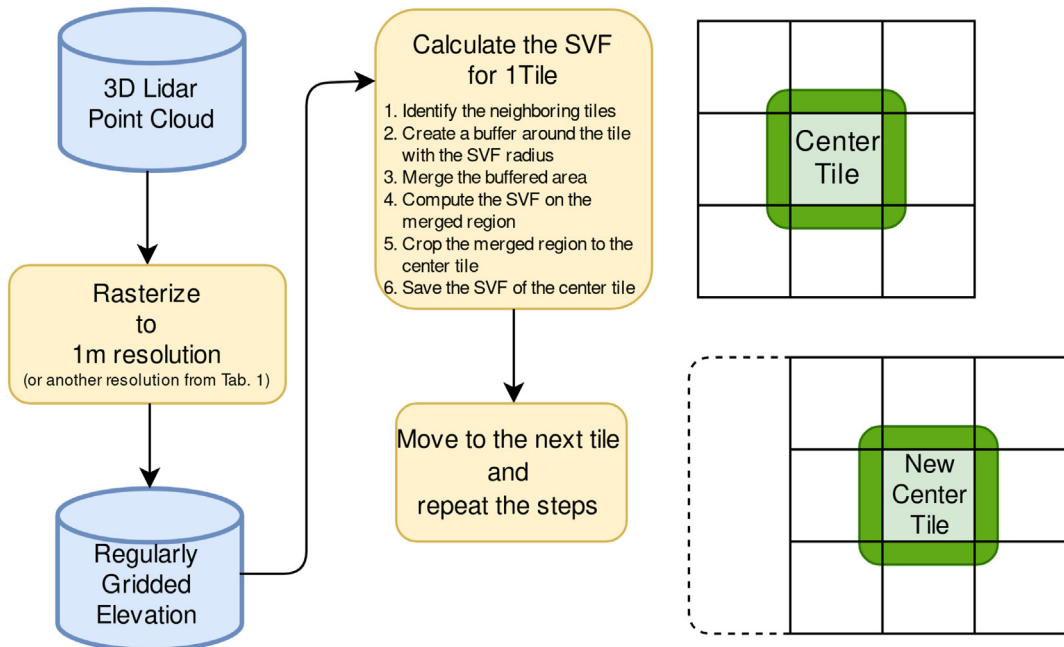 3D Lidar
Point Cloud
Rasterize
to
1m resolution
(or another resolution from Tab. 1)
Regularly
Gridded
Elevation
Calculate the SVF
for 1Tile
1. Identify the neighboring tiles
2. Create a buffer around the tile
with the SVF radius
3. Merge the buffered area
4. Compute the SVF on the
merged region
5. Crop the merged region to the
center tile
6. Save the SVF of the center tile
Move to the next tile
and
repeat the steps
Center
Tile
New
Center
Tile